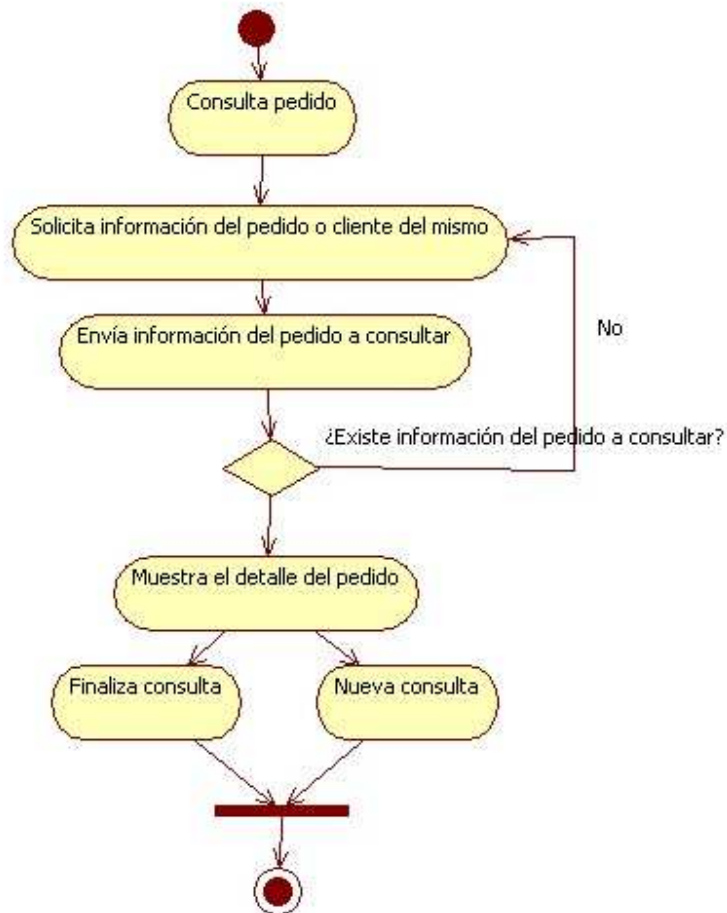 Consulta pedido
Solicita información del pedido o cliente del mismo
Envía información del pedido a consultar
No
¿Existe información del pedido a consultar?
Muestra el detalle del pedido
Finaliza consulta
Nueva consulta